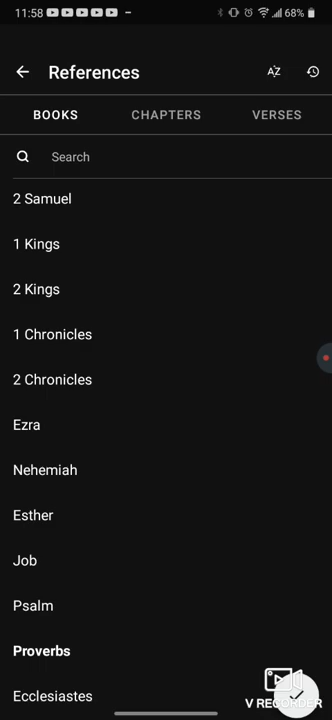 11:58
68%
References
AZ
BOOKS
CHAPTERS
VERSES
Search
2 Samuel
1 Kings
2 Kings
1 Chronicles
2 Chronicles
Ezra
Nehemiah
Esther
Job
Psalm
Proverbs
Ecclesiastes
V RECORDER